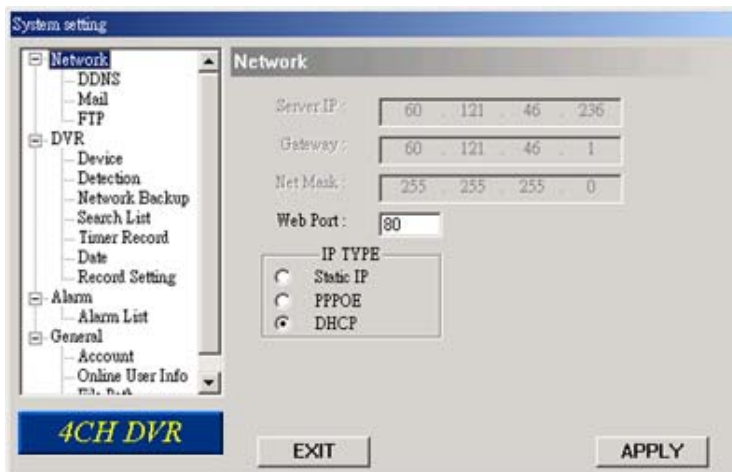 System setting
Network
DDNS
Mail
FTP
DVR
Device
Detection
Network Backup
Search List
Timer Record
Date
Record Setting
Alarm
Alarm List
General
Account
Online User Info
File Path
4CH DVR
Network
Server IP : 60 . 121 . 46 . 236
Gateway : 60 . 121 . 46 . 1
Net Mask : 255 . 255 . 255 . 0
Web Port : 80
IP TYPE
Static IP
PPPOE
DHCP
EXIT
APPLY